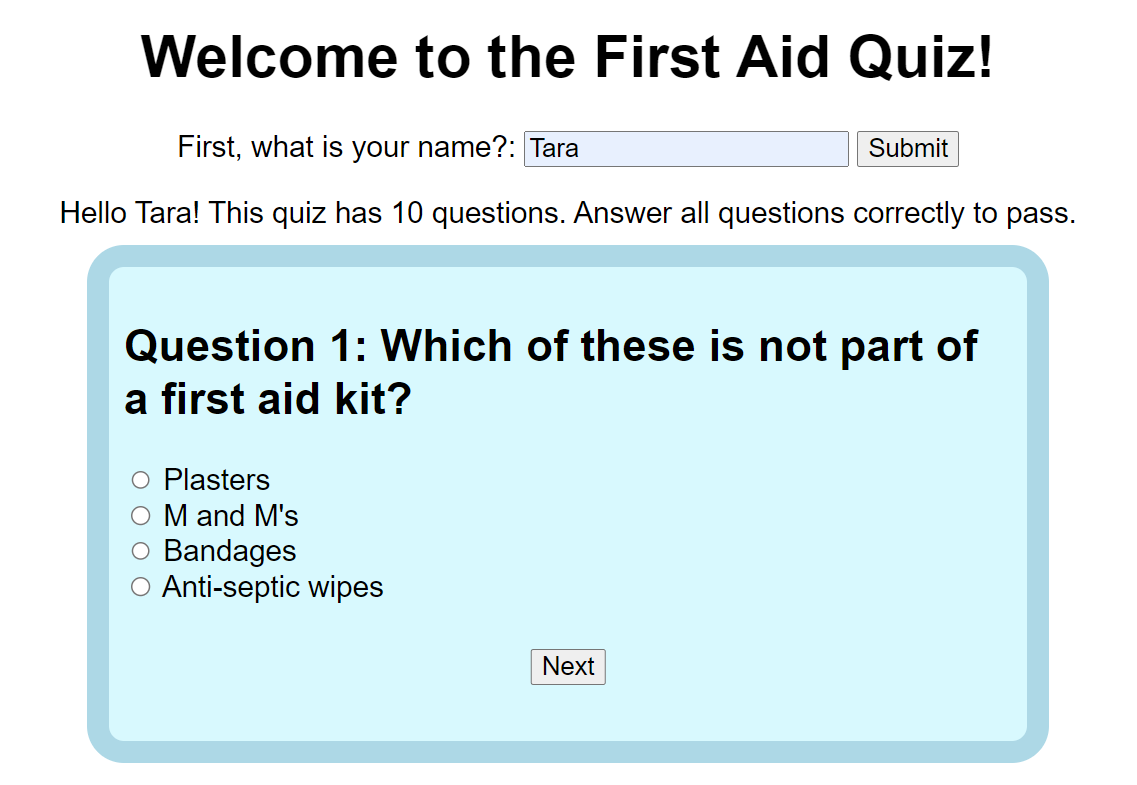 Welcome to the First Aid Quiz!
First, what is your name?: Tara Submit
Hello Tara! This quiz has 10 questions. Answer all questions correctly to pass.
Question 1: Which of these is not part of
a first aid kit?
Plasters
M and M's
Bandages
Anti-septic wipes
Next